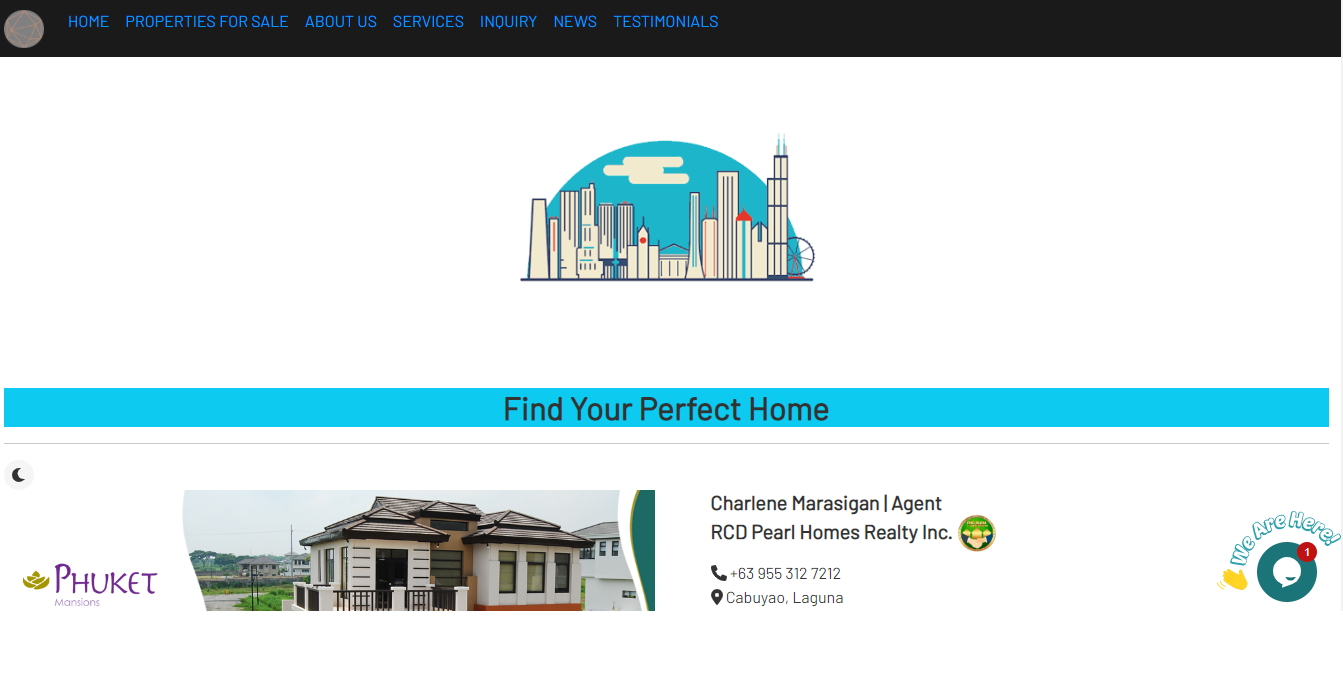 HOME PROPERTIES FOR SALE ABOUT US SERVICES INQUIRY NEWS TESTIMONIALS
Find Your Perfect Home
PHUKET
Mansions
Charlene Marasigan | Agent
RCD Pearl Homes Realty Inc.
+63 955 312 7212
Cabuyao, Laguna
We Are Here!
1